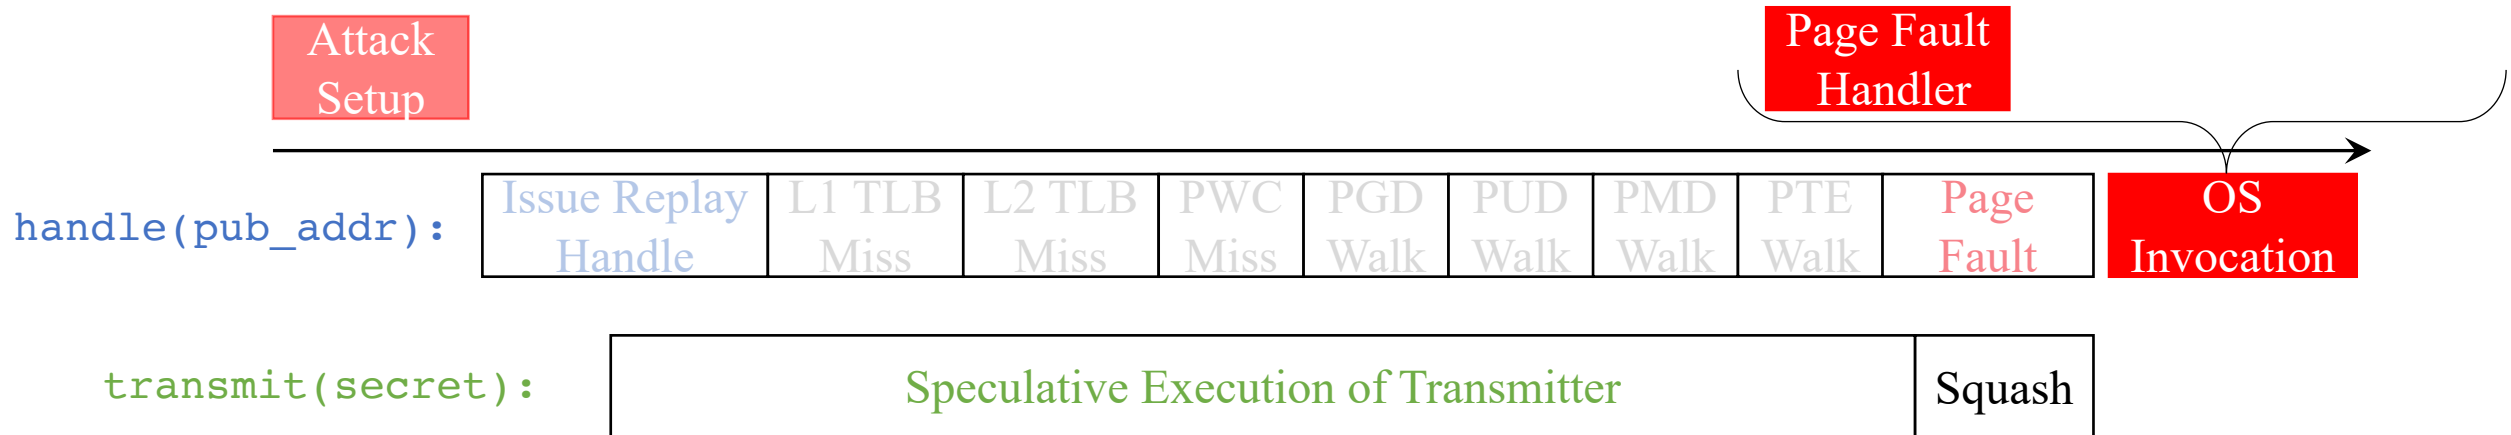 Attack
Setup
Page Fault
Handler
handle(pub_addr):
Issue Replay
Handle
L1 TLB
Miss
L2 TLB
Miss
PWC
Miss
PGD
Walk
PUD
Walk
PMD
Walk
PTE
Walk
Page
Fault
OS
Invocation
transmit(secret):
Speculative Execution of Transmitter
Squash